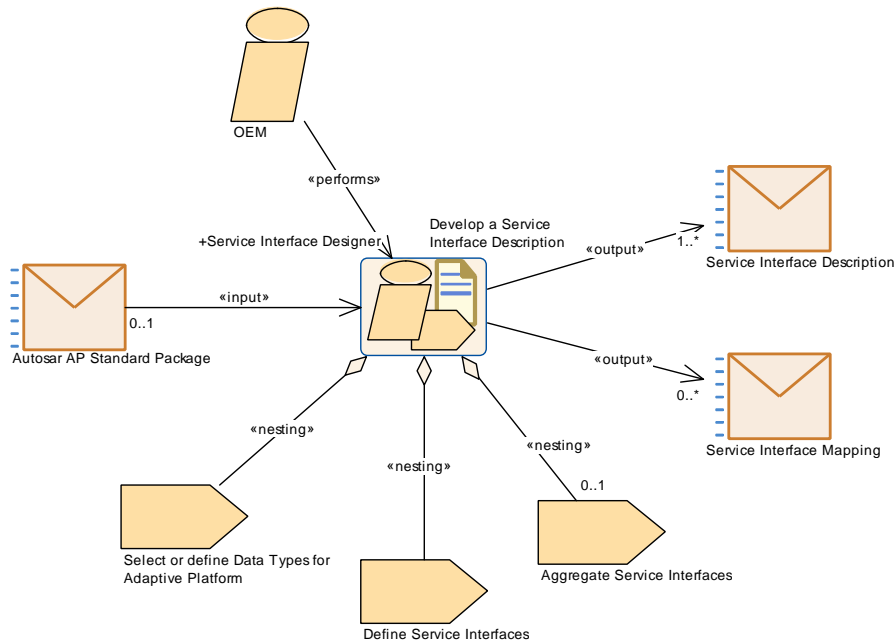 OEM
«performs»
+Service Interface Designer
Develop a Service
Interface Description
«output»
1..*
Service Interface Description
«input»
0..1
Autosar AP Standard Package
«output»
0..*
Service Interface Mapping
«nesting»
«nesting»
«nesting»
0..1
Select or define Data Types for
Adaptive Platform
Aggregate Service Interfaces
Define Service Interfaces